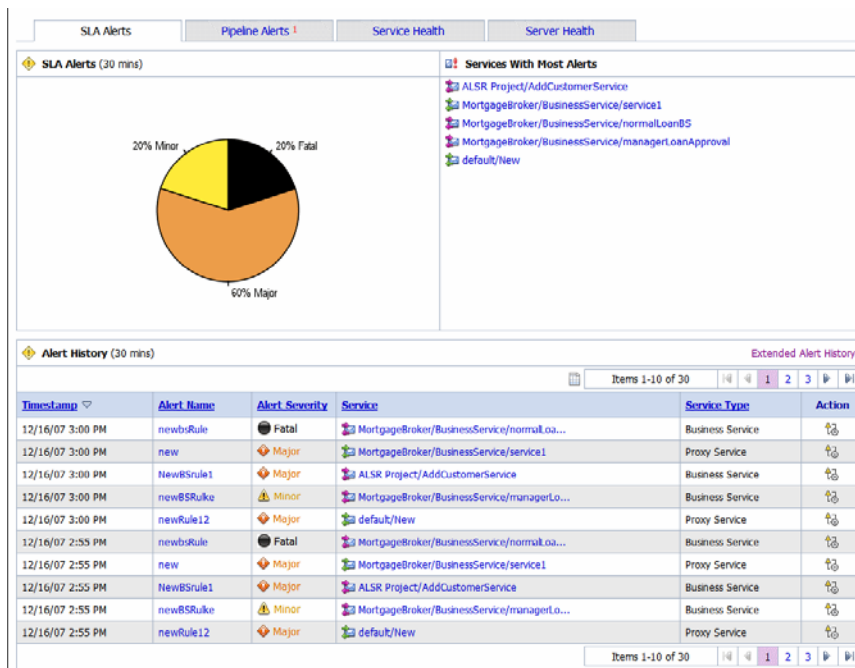 SLA Alerts Pipeline Alerts 1 Service Health Server Health
SLA Alerts (30 mins)
Services With Most Alerts
ALSR Project/AddCustomerService
MortgageBroker/BusinessService/service1
MortgageBroker/BusinessService/normalLoanBS
MortgageBroker/BusinessService/managerLoanApproval
default/New
20% Minor
20% Fatal
60% Major
Alert History (30 mins) Extended Alert History
Items 1-10 of 30 1 2 3
Timestamp Alert Name Alert Severity Service Service Type Action
12/16/07 3:00 PM newbsRule Fatal MortgageBroker/BusinessService/normalLoa... Business Service
12/16/07 3:00 PM new Major MortgageBroker/BusinessService/service1 Proxy Service
12/16/07 3:00 PM NewBSrule1 Major ALSR Project/AddCustomerService Business Service
12/16/07 3:00 PM newBSRulke Minor MortgageBroker/BusinessService/managerLo... Business Service
12/16/07 3:00 PM newRule12 Major default/New Proxy Service
12/16/07 2:55 PM newbsRule Fatal MortgageBroker/BusinessService/normalLoa... Business Service
12/16/07 2:55 PM new Major MortgageBroker/BusinessService/service1 Proxy Service
12/16/07 2:55 PM NewBSrule1 Major ALSR Project/AddCustomerService Business Service
12/16/07 2:55 PM newBSRulke Minor MortgageBroker/BusinessService/managerLo... Business Service
12/16/07 2:55 PM newRule12 Major default/New Proxy Service
Items 1-10 of 30 1 2 3